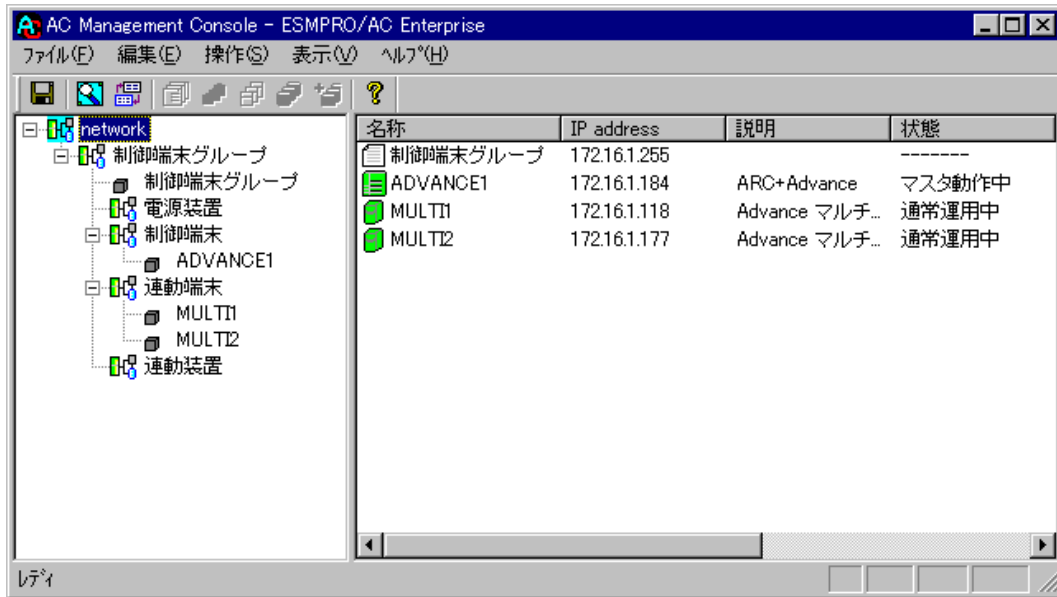 AC Management Console - ESMPRO/AC Enterprise
ファイル(F) 編集(E) 操作(S) 表示(V) ヘルプ(H)
network
制御端末グループ
制御端末グループ
電源装置
制御端末
ADVANCE1
連動端末
MULTI1
MULTI2
連動装置
名称 IP address 説明 状態
制御端末グループ 172.16.1.255 -------
ADVANCE1 172.16.1.184 ARC+Advance マスタ動作中
MULTI1 172.16.1.118 Advance マルチ... 通常運用中
MULTI2 172.16.1.177 Advance マルチ... 通常運用中
レディ